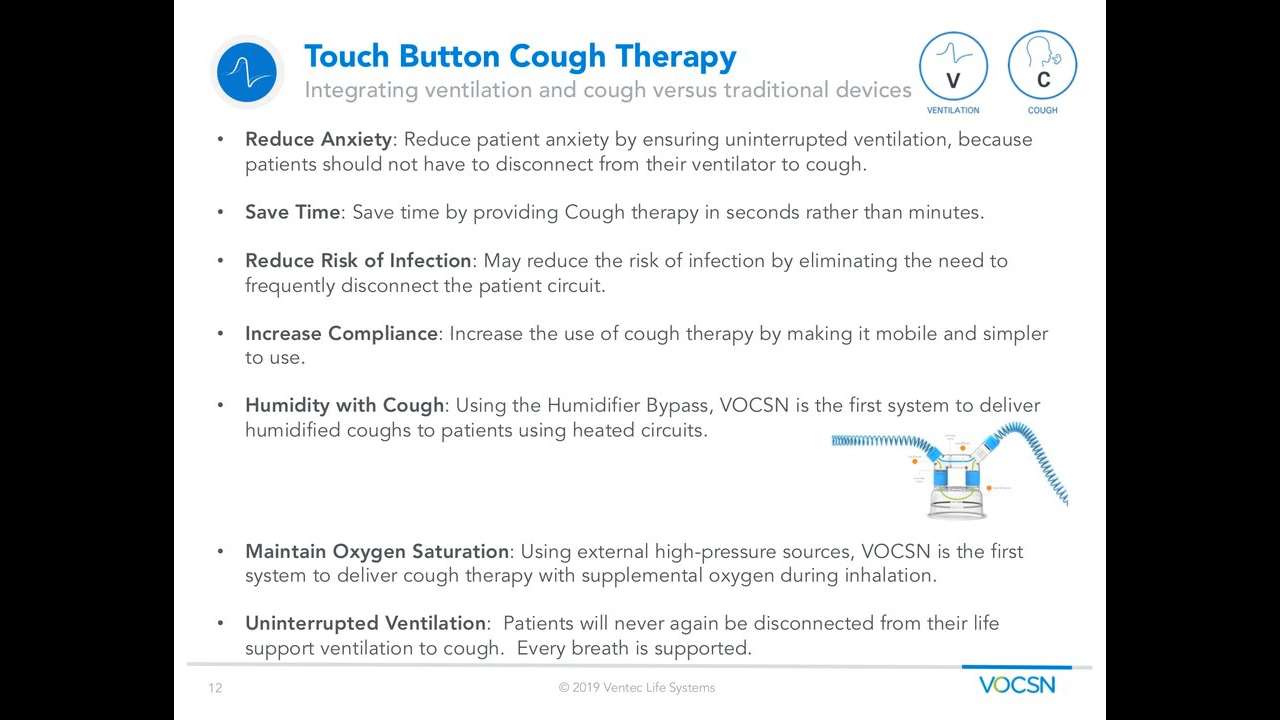 Touch Button Cough Therapy
Integrating ventilation and cough versus traditional devices
V
VENTILATION
C
COUGH
• Reduce Anxiety: Reduce patient anxiety by ensuring uninterrupted ventilation, because
patients should not have to disconnect from their ventilator to cough.
• Save Time: Save time by providing Cough therapy in seconds rather than minutes.
• Reduce Risk of Infection: May reduce the risk of infection by eliminating the need to
frequently disconnect the patient circuit.
• Increase Compliance: Increase the use of cough therapy by making it mobile and simpler
to use.
• Humidity with Cough: Using the Humidifier Bypass, VOCSN is the first system to deliver
humidified coughs to patients using heated circuits.
• Maintain Oxygen Saturation: Using external high-pressure sources, VOCSN is the first
system to deliver cough therapy with supplemental oxygen during inhalation.
• Uninterrupted Ventilation:  Patients will never again be disconnected from their life
support ventilation to cough.  Every breath is supported.
12
© 2019 Ventec Life Systems
VOCSN